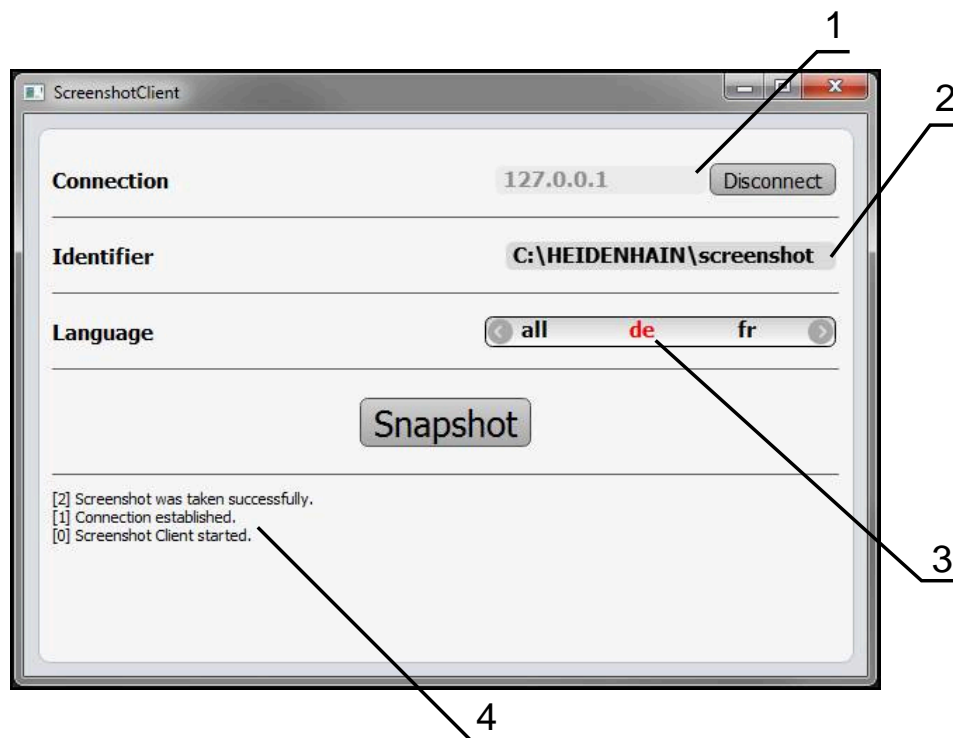 1
ScreenshotClient
2
Connection 127.0.0.1 Disconnect
Identifier C:\HEIDENHAIN\screenshot
Language all de fr
Snapshot
[2] Screenshot was taken successfully.
[1] Connection established.
[0] Screenshot Client started.
3
4